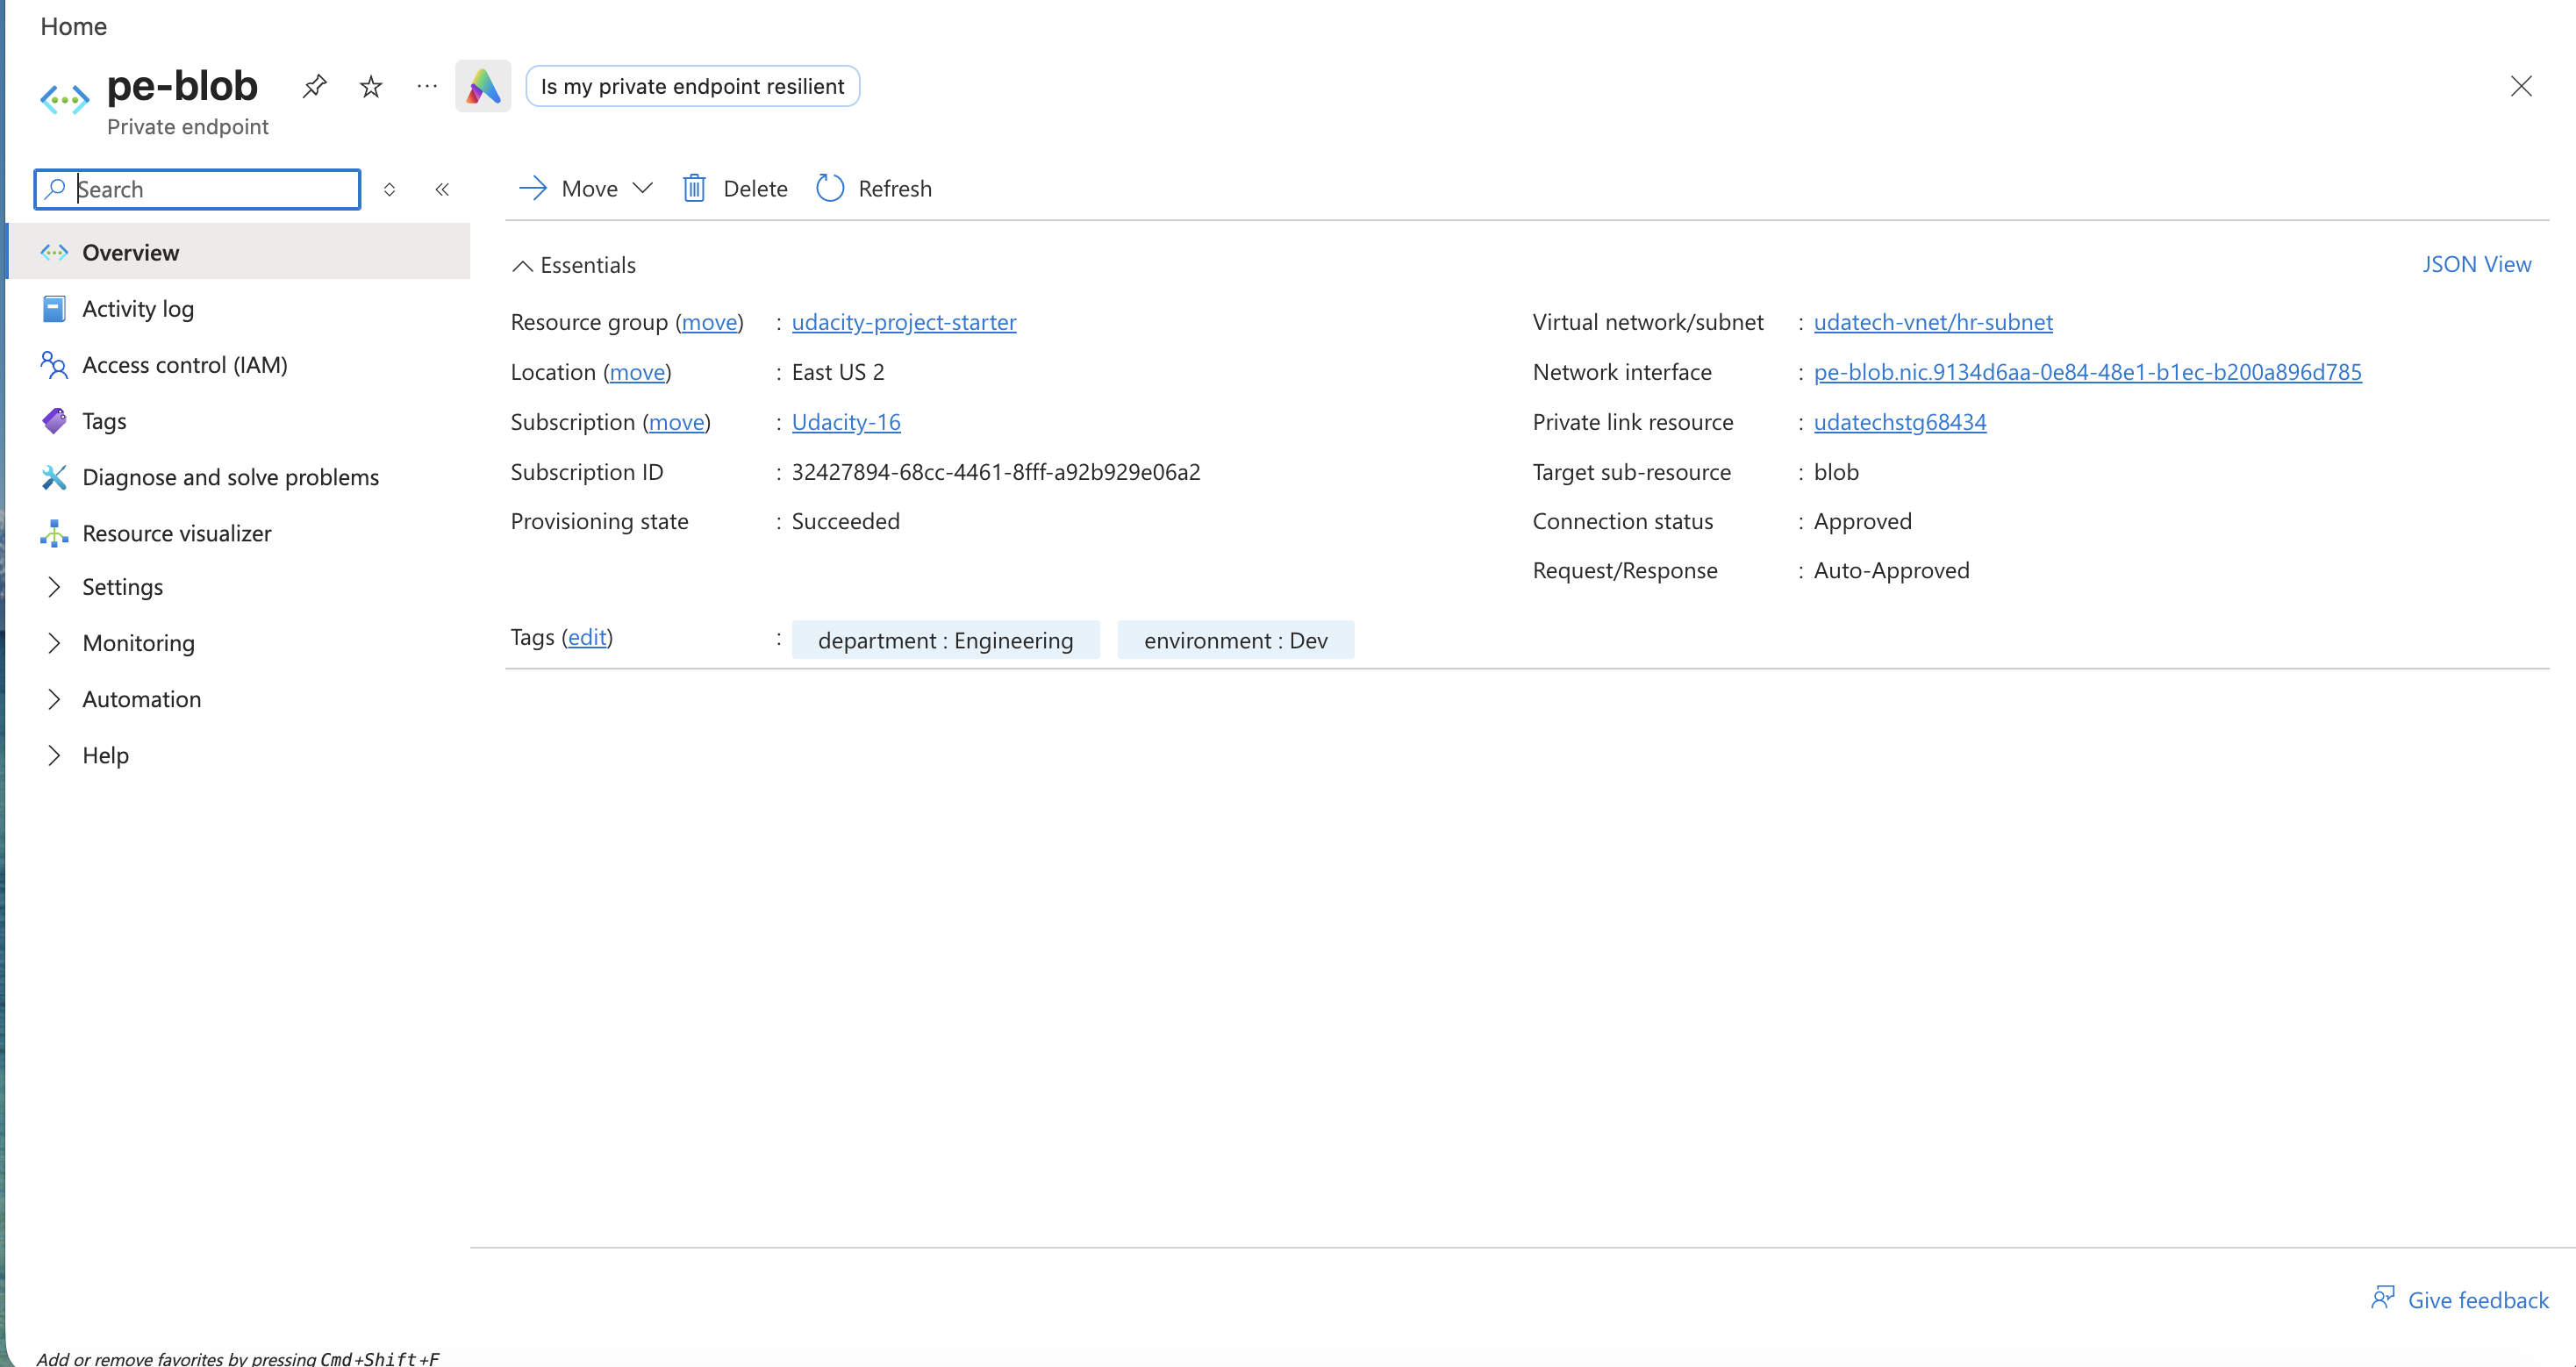 Home
pe-blob
Is my private endpoint resilient
Private endpoint
Search
Move
Delete
Refresh
Overview
Activity log
Access control (IAM)
Tags
Diagnose and solve problems
Resource visualizer
Settings
Monitoring
Automation
Help
Essentials
JSON View
Resource group (move) : udacity-project-starter
Location (move) : East US 2
Subscription (move) : Udacity-16
Subscription ID : 32427894-68cc-4461-8fff-a92b929e06a2
Provisioning state : Succeeded
Virtual network/subnet : udatech-vnet/hr-subnet
Network interface : pe-blob.nic.9134d6aa-0e84-48e1-b1ec-b200a896d785
Private link resource : udatechstg68434
Target sub-resource : blob
Connection status : Approved
Request/Response : Auto-Approved
Tags (edit) : department : Engineering environment : Dev
Give feedback
Add or remove favorites by pressing Cmd+Shift+F